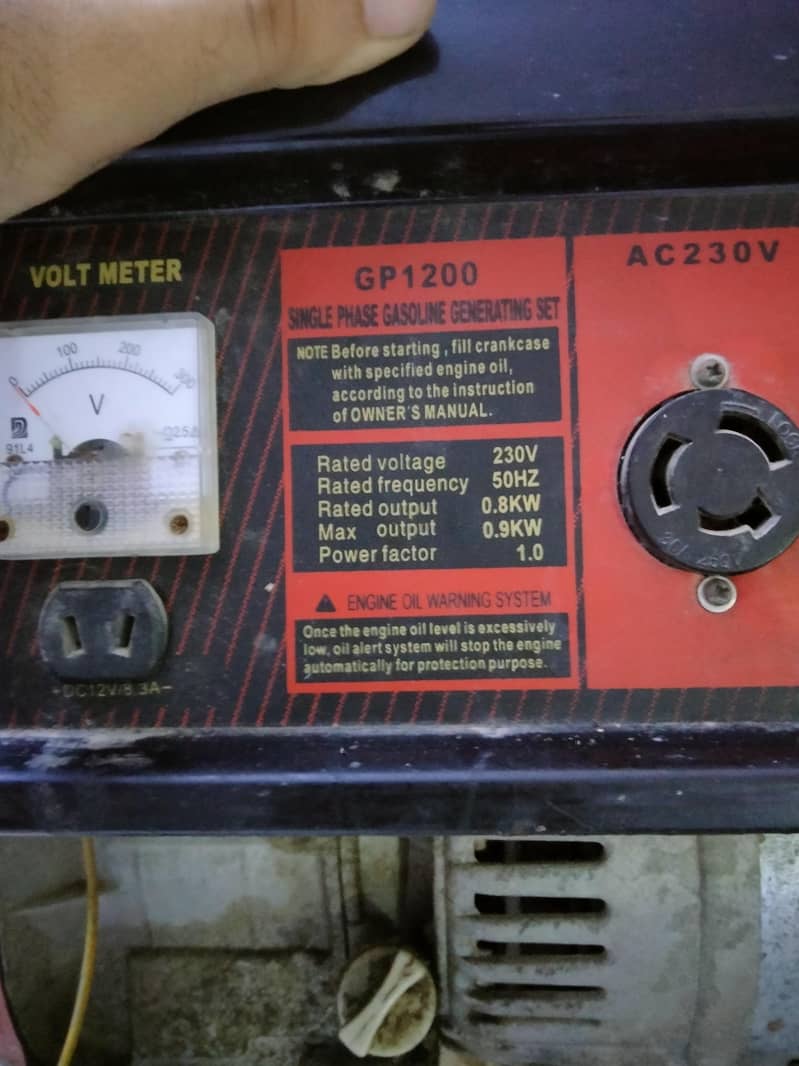 VOLT METER
0 100 200 300
V
91L4
DC12V/8.3A
GP1200
SINGLE PHASE GASOLINE GENERATING SET
NOTE Before starting , fill crankcase
with specified engine oil,
according to the instruction
of OWNER'S MANUAL.
Rated voltage 230V
Rated frequency 50HZ
Rated output 0.8KW
Max output 0.9KW
Power factor 1.0
ENGINE OIL WARNING SYSTEM
Once the engine oil level is excessively
low, oil alert system will stop the engine
automatically for protection purpose.
AC230V